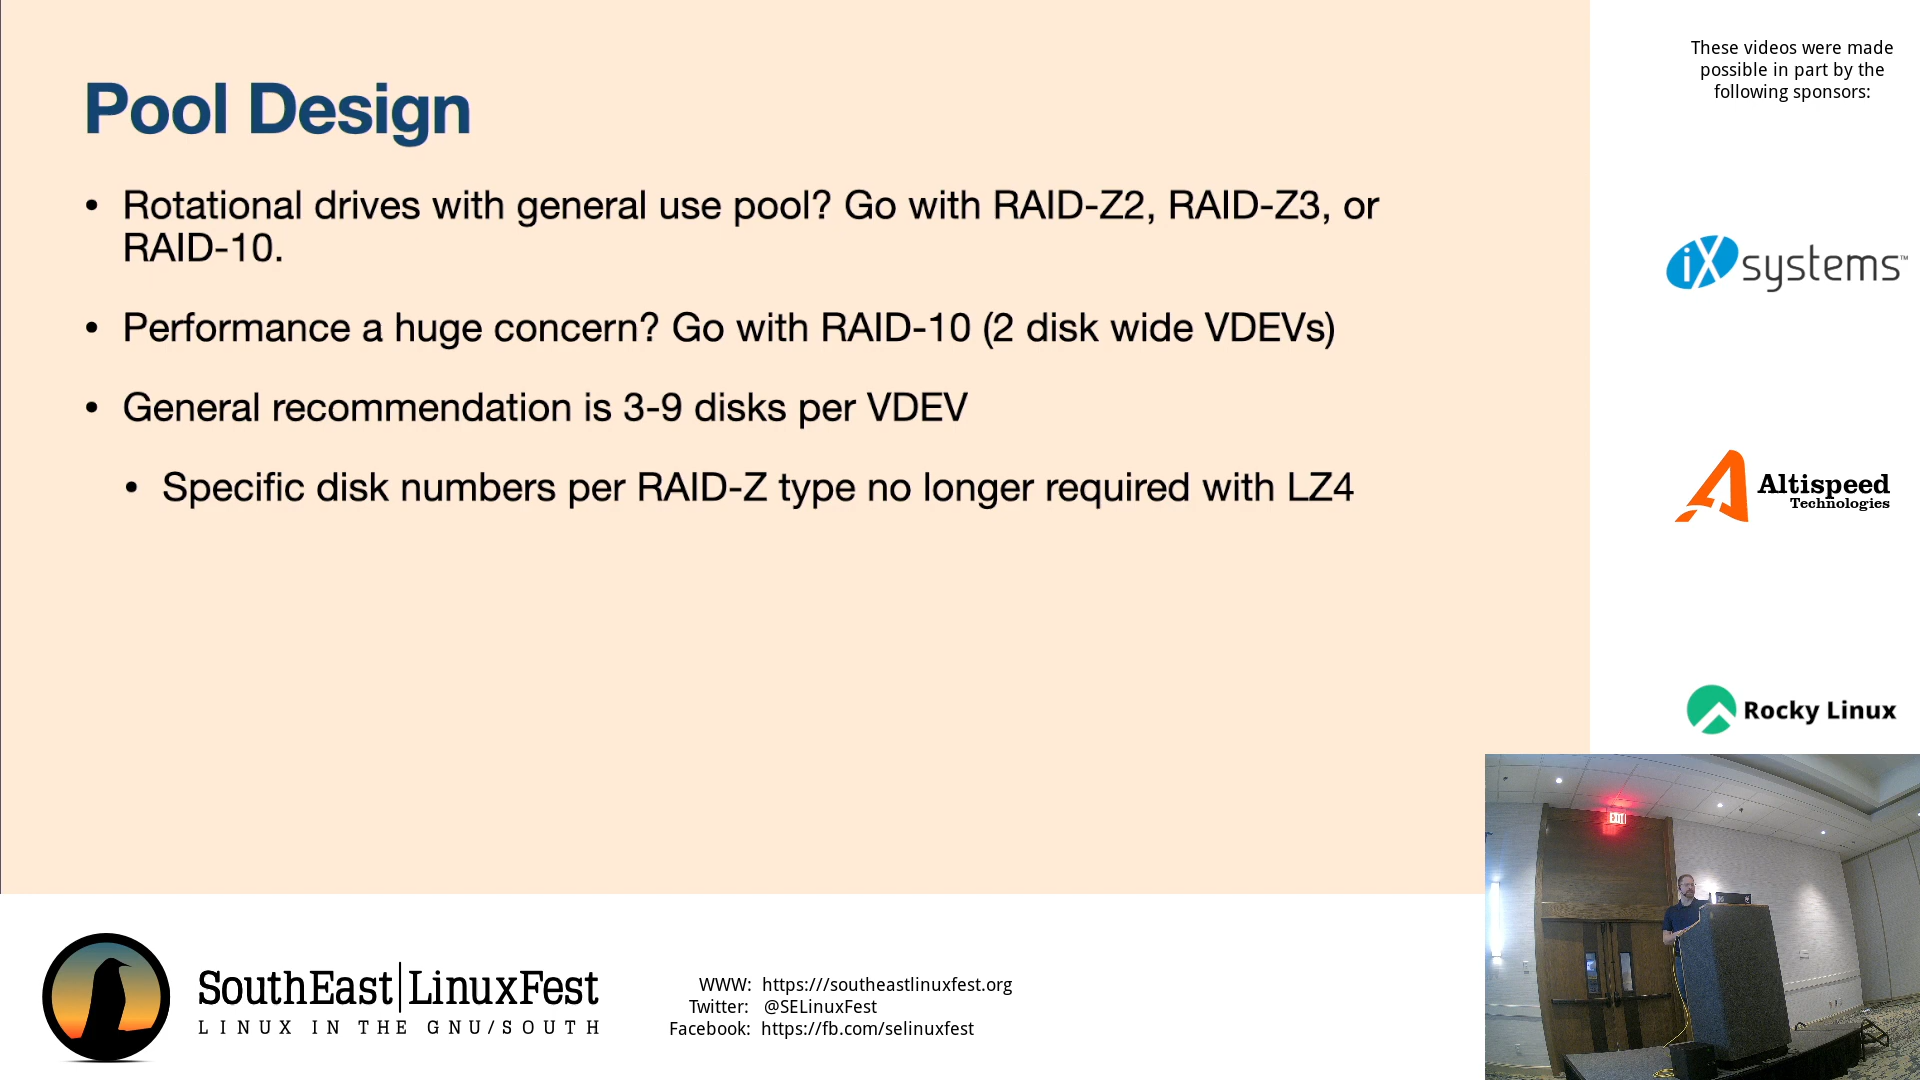 Pool Design
• Rotational drives with general use pool? Go with RAID-Z2, RAID-Z3, or
RAID-10.
• Performance a huge concern? Go with RAID-10 (2 disk wide VDEVs)
• General recommendation is 3-9 disks per VDEV
• Specific disk numbers per RAID-Z type no longer required with LZ4
These videos were made
possible in part by the
following sponsors:
iX systems™
Altispeed
Technologies
Rocky Linux
EXIT
SouthEast|LinuxFest
LINUX IN THE GNU/SOUTH
WWW: https:///southeastlinuxfest.org
Twitter: @SELinuxFest
Facebook: https://fb.com/selinuxfest